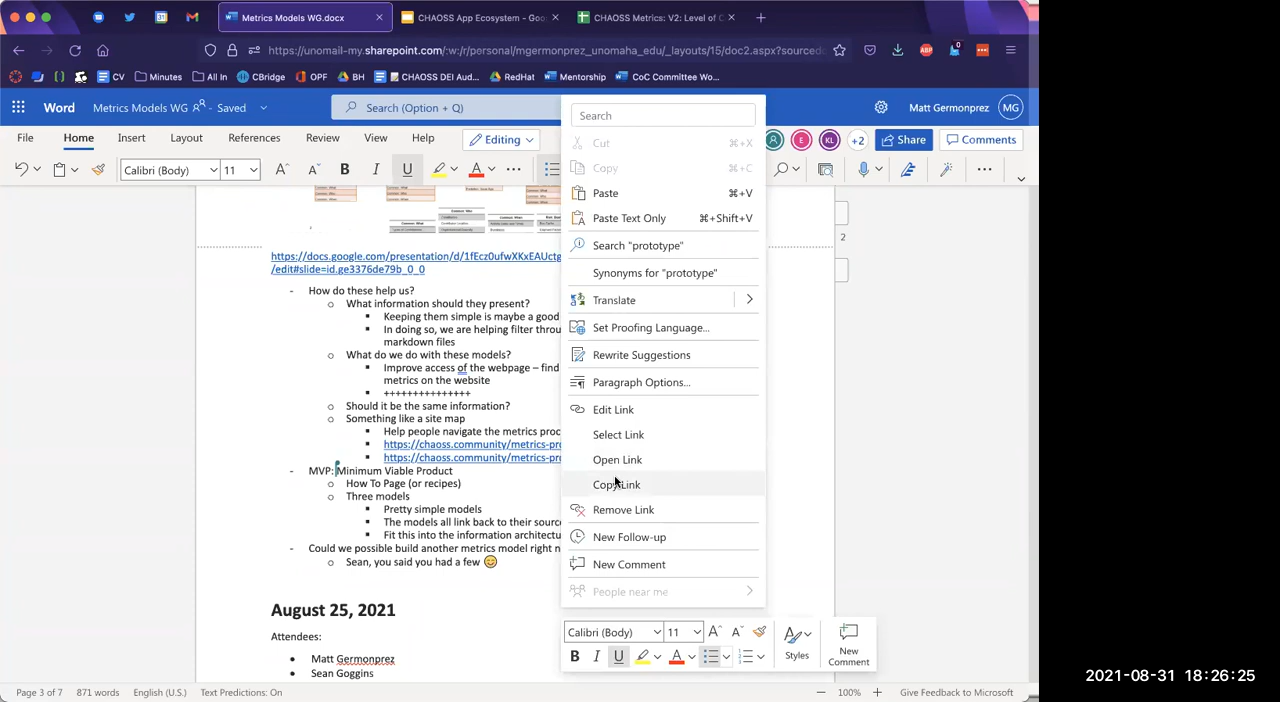 Metrics Models WG.docx
CHAOSS App Ecosystem - Goo
CHAOSS Metrics: V2: Level of C
https://unomail-my.sharepoint.com/:w:/r/personal/mgermonprez_unomaha_edu/_layouts/15/doc2.aspx?sourced
CV
Minutes
All In
CBridge
OPF
BH
CHAOSS DEI Aud...
RedHat
Mentorship
CoC Committee Wo...
Word
Metrics Models WG - Saved
Search (Option + Q)
Matt Germonprez
MG
File
Home
Insert
Layout
References
Review
View
Help
Editing
E
KL
+2
Share
Comments
Calibri (Body)
11
B
I
U
A
2
https://docs.google.com/presentation/d/1fEcz0ufwXKxEAUctg
/edit#slide=id.ge3376de79b_0_0
- How do these help us?
o What information should they present?
Keeping them simple is maybe a good
In doing so, we are helping filter throu
markdown files
o What do we do with these models?
Improve access of the webpage – find
metrics on the website
+++++++++++++++
o Should it be the same information?
o Something like a site map
Help people navigate the metrics proc
https://chaoss.community/metrics-pro
https://chaoss.community/metrics-pro
- MVP: Minimum Viable Product
o How To Page (or recipes)
o Three models
Pretty simple models
The models all link back to their source
Fit this into the information architectu
- Could we possible build another metrics model right n
o Sean, you said you had a few 😊
August 25, 2021
Attendees:
• Matt Germonprez
• Sean Goggins
Search
Cut ⌘+X
Copy ⌘+C
Paste ⌘+V
Paste Text Only ⌘+Shift+V
Search "prototype"
Synonyms for "prototype"
Translate
Set Proofing Language...
Rewrite Suggestions
Paragraph Options...
Edit Link
Select Link
Open Link
Copy Link
Remove Link
New Follow-up
New Comment
People near me
Calibri (Body)
11
B
I
U
A
Styles
New
Comment
Page 3 of 7
871 words
English (U.S.)
Text Predictions: On
100%
Give Feedback to Microsoft
2021-08-31 18:26:25